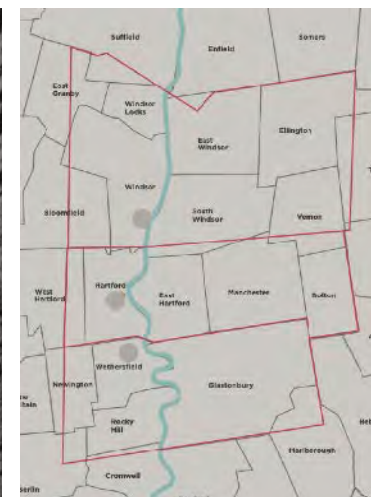 Suffield
Enfield
Somers
East
Granby
Windsor
Locks
East
Windsor
Ellington
Windsor
Bloomfield
South
Windsor
Vernon
West
Hartford
Hartford
East
Hartford
Manchester
Bolton
Wethersfield
Newington
Glastonbury
Rocky
Hill
Marlborough
Cromwell